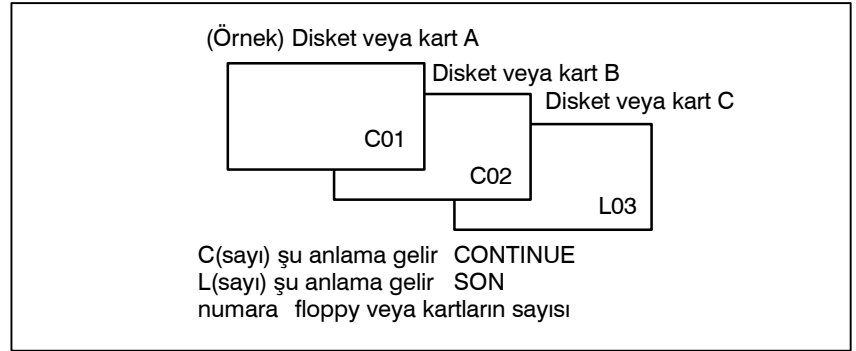 (Örnek) Disket veya kart A
Disket veya kart B
Disket veya kart C
C01
C02
L03
C(sayı) şu anlama gelir CONTINUE
L(sayı) şu anlama gelir SON
numara floppy veya kartların sayısı